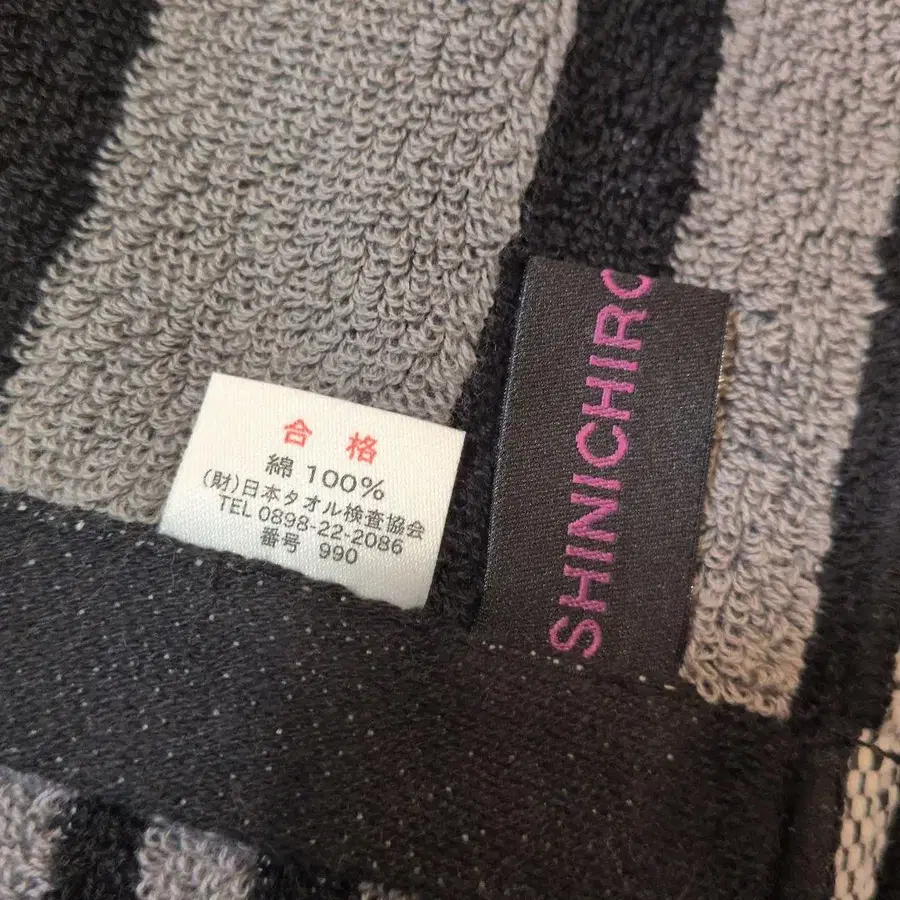 合格
綿 100%
(財)日本タオル検査協会
TEL 0898-22-2086
番号 990
SHINICHIRO